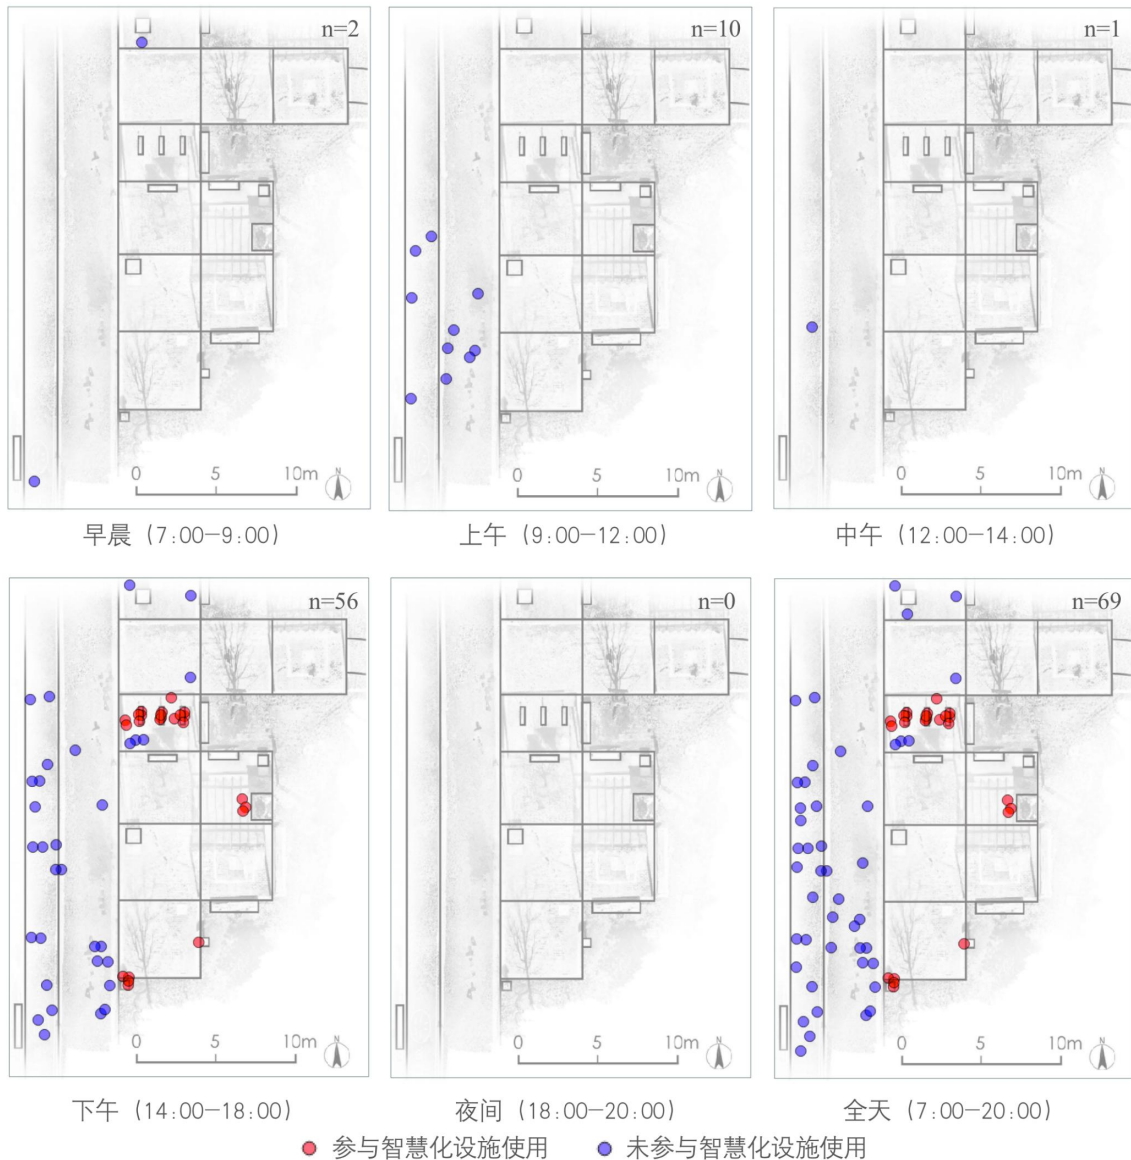 n=2
n=10
n=1
0 5 10m N
0 5 10m N
0 5 10m N
早晨 (7:00—9:00)
上午 (9:00—12:00)
中午 (12:00—14:00)
n=56
n=0
n=69
0 5 10m N
0 5 10m N
0 5 10m N
下午 (14:00—18:00)
夜间 (18:00—20:00)
全天 (7:00—20:00)
参与智慧化设施使用
未参与智慧化设施使用